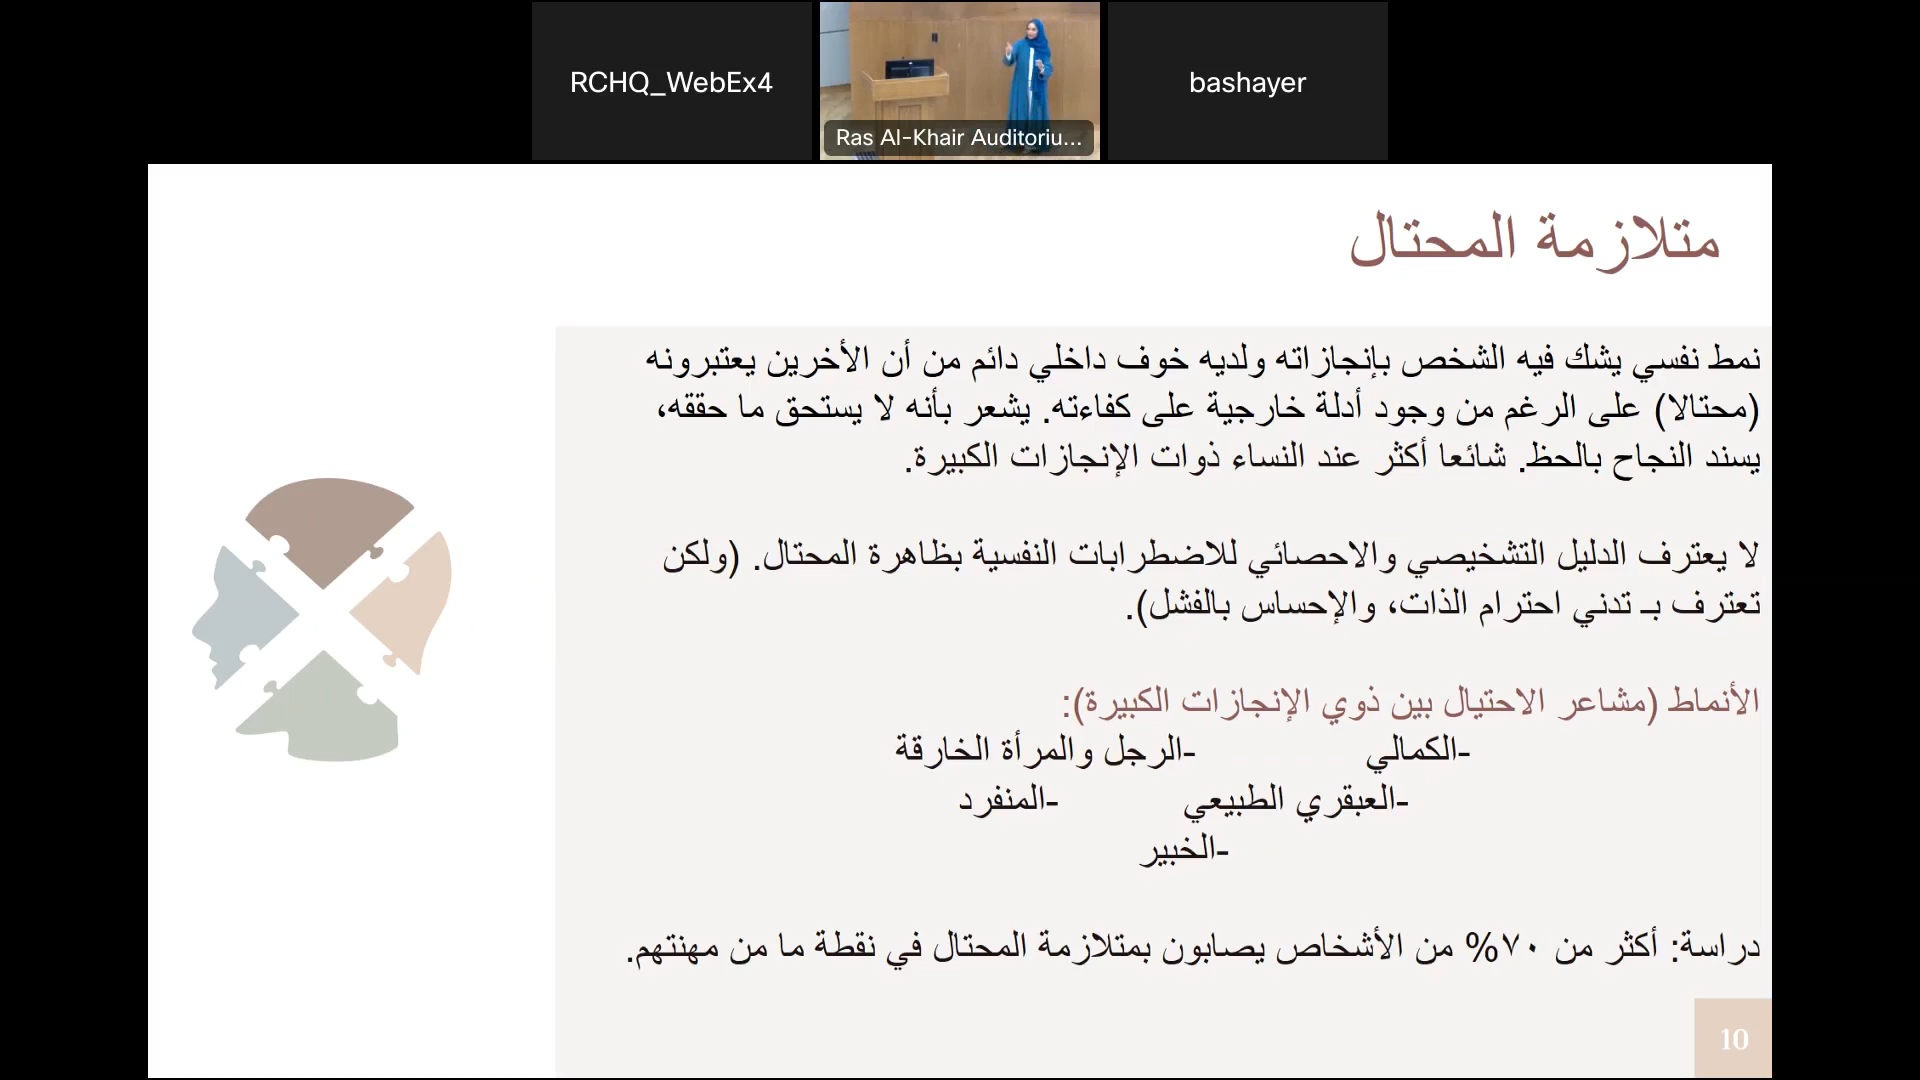 RCHQ_WebEx4
Ras Al-Khair Auditoriu...
bashayer
متلازمة المحتال
نمط نفسي يشك فيه الشخص بإنجازاته ولديه خوف داخلي دائم من أن الأخرين يعتبرونه
(محتالا) على الرغم من وجود أدلة خارجية على كفاءته. يشعر بأنه لا يستحق ما حققه،
يسند النجاح بالحظ. شائعا أكثر عند النساء ذوات الإنجازات الكبيرة.
لا يعترف الدليل التشخيصي والاحصائي للاضطرابات النفسية بظاهرة المحتال. (ولكن
تعترف بـ تدني احترام الذات، والإحساس بالفشل).
الأنماط (مشاعر الاحتيال بين ذوي الإنجازات الكبيرة):
-الكمالي -الرجل والمرأة الخارقة
-العبقري الطبيعي -المنفرد
-الخبير
دراسة: أكثر من ٧٠% من الأشخاص يصابون بمتلازمة المحتال في نقطة ما من مهنتهم.
10